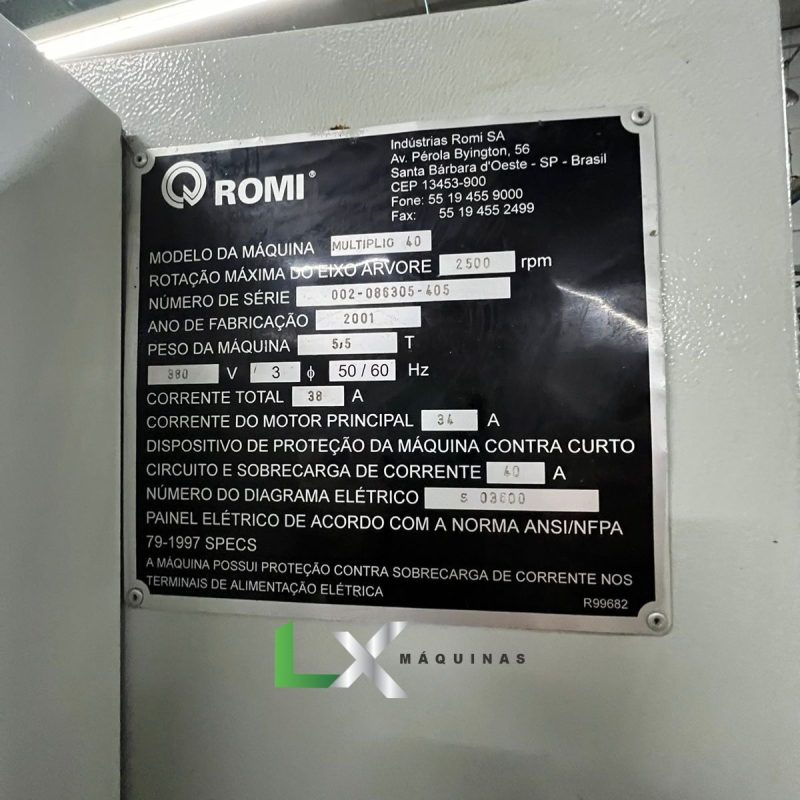 ROMI®
Indústrias Romi SA
Av. Pérola Byington, 56
Santa Bárbara d'Oeste - SP - Brasil
CEP 13453-900
Fone: 55 19 455 9000
Fax: 55 19 455 2499
MODELO DA MÁQUINA MULTIPLIG 40
ROTAÇÃO MÁXIMA DO EIXO ÁRVORE 2500 rpm
NÚMERO DE SÉRIE 002-086305-405
ANO DE FABRICAÇÃO 2001
PESO DA MÁQUINA 5,5 T
380 V 3 ϕ 50/60 Hz
CORRENTE TOTAL 38 A
CORRENTE DO MOTOR PRINCIPAL 34 A
DISPOSITIVO DE PROTEÇÃO DA MÁQUINA CONTRA CURTO
CIRCUITO E SOBRECARGA DE CORRENTE 40 A
NÚMERO DO DIAGRAMA ELÉTRICO S 03600
PAINEL ELÉTRICO DE ACORDO COM A NORMA ANSI/NFPA
79-1997 SPECS
A MÁQUINA POSSUI PROTEÇÃO CONTRA SOBRECARGA DE CORRENTE NOS
TERMINAIS DE ALIMENTAÇÃO ELÉTRICA
R99682
LX MÁQUINAS